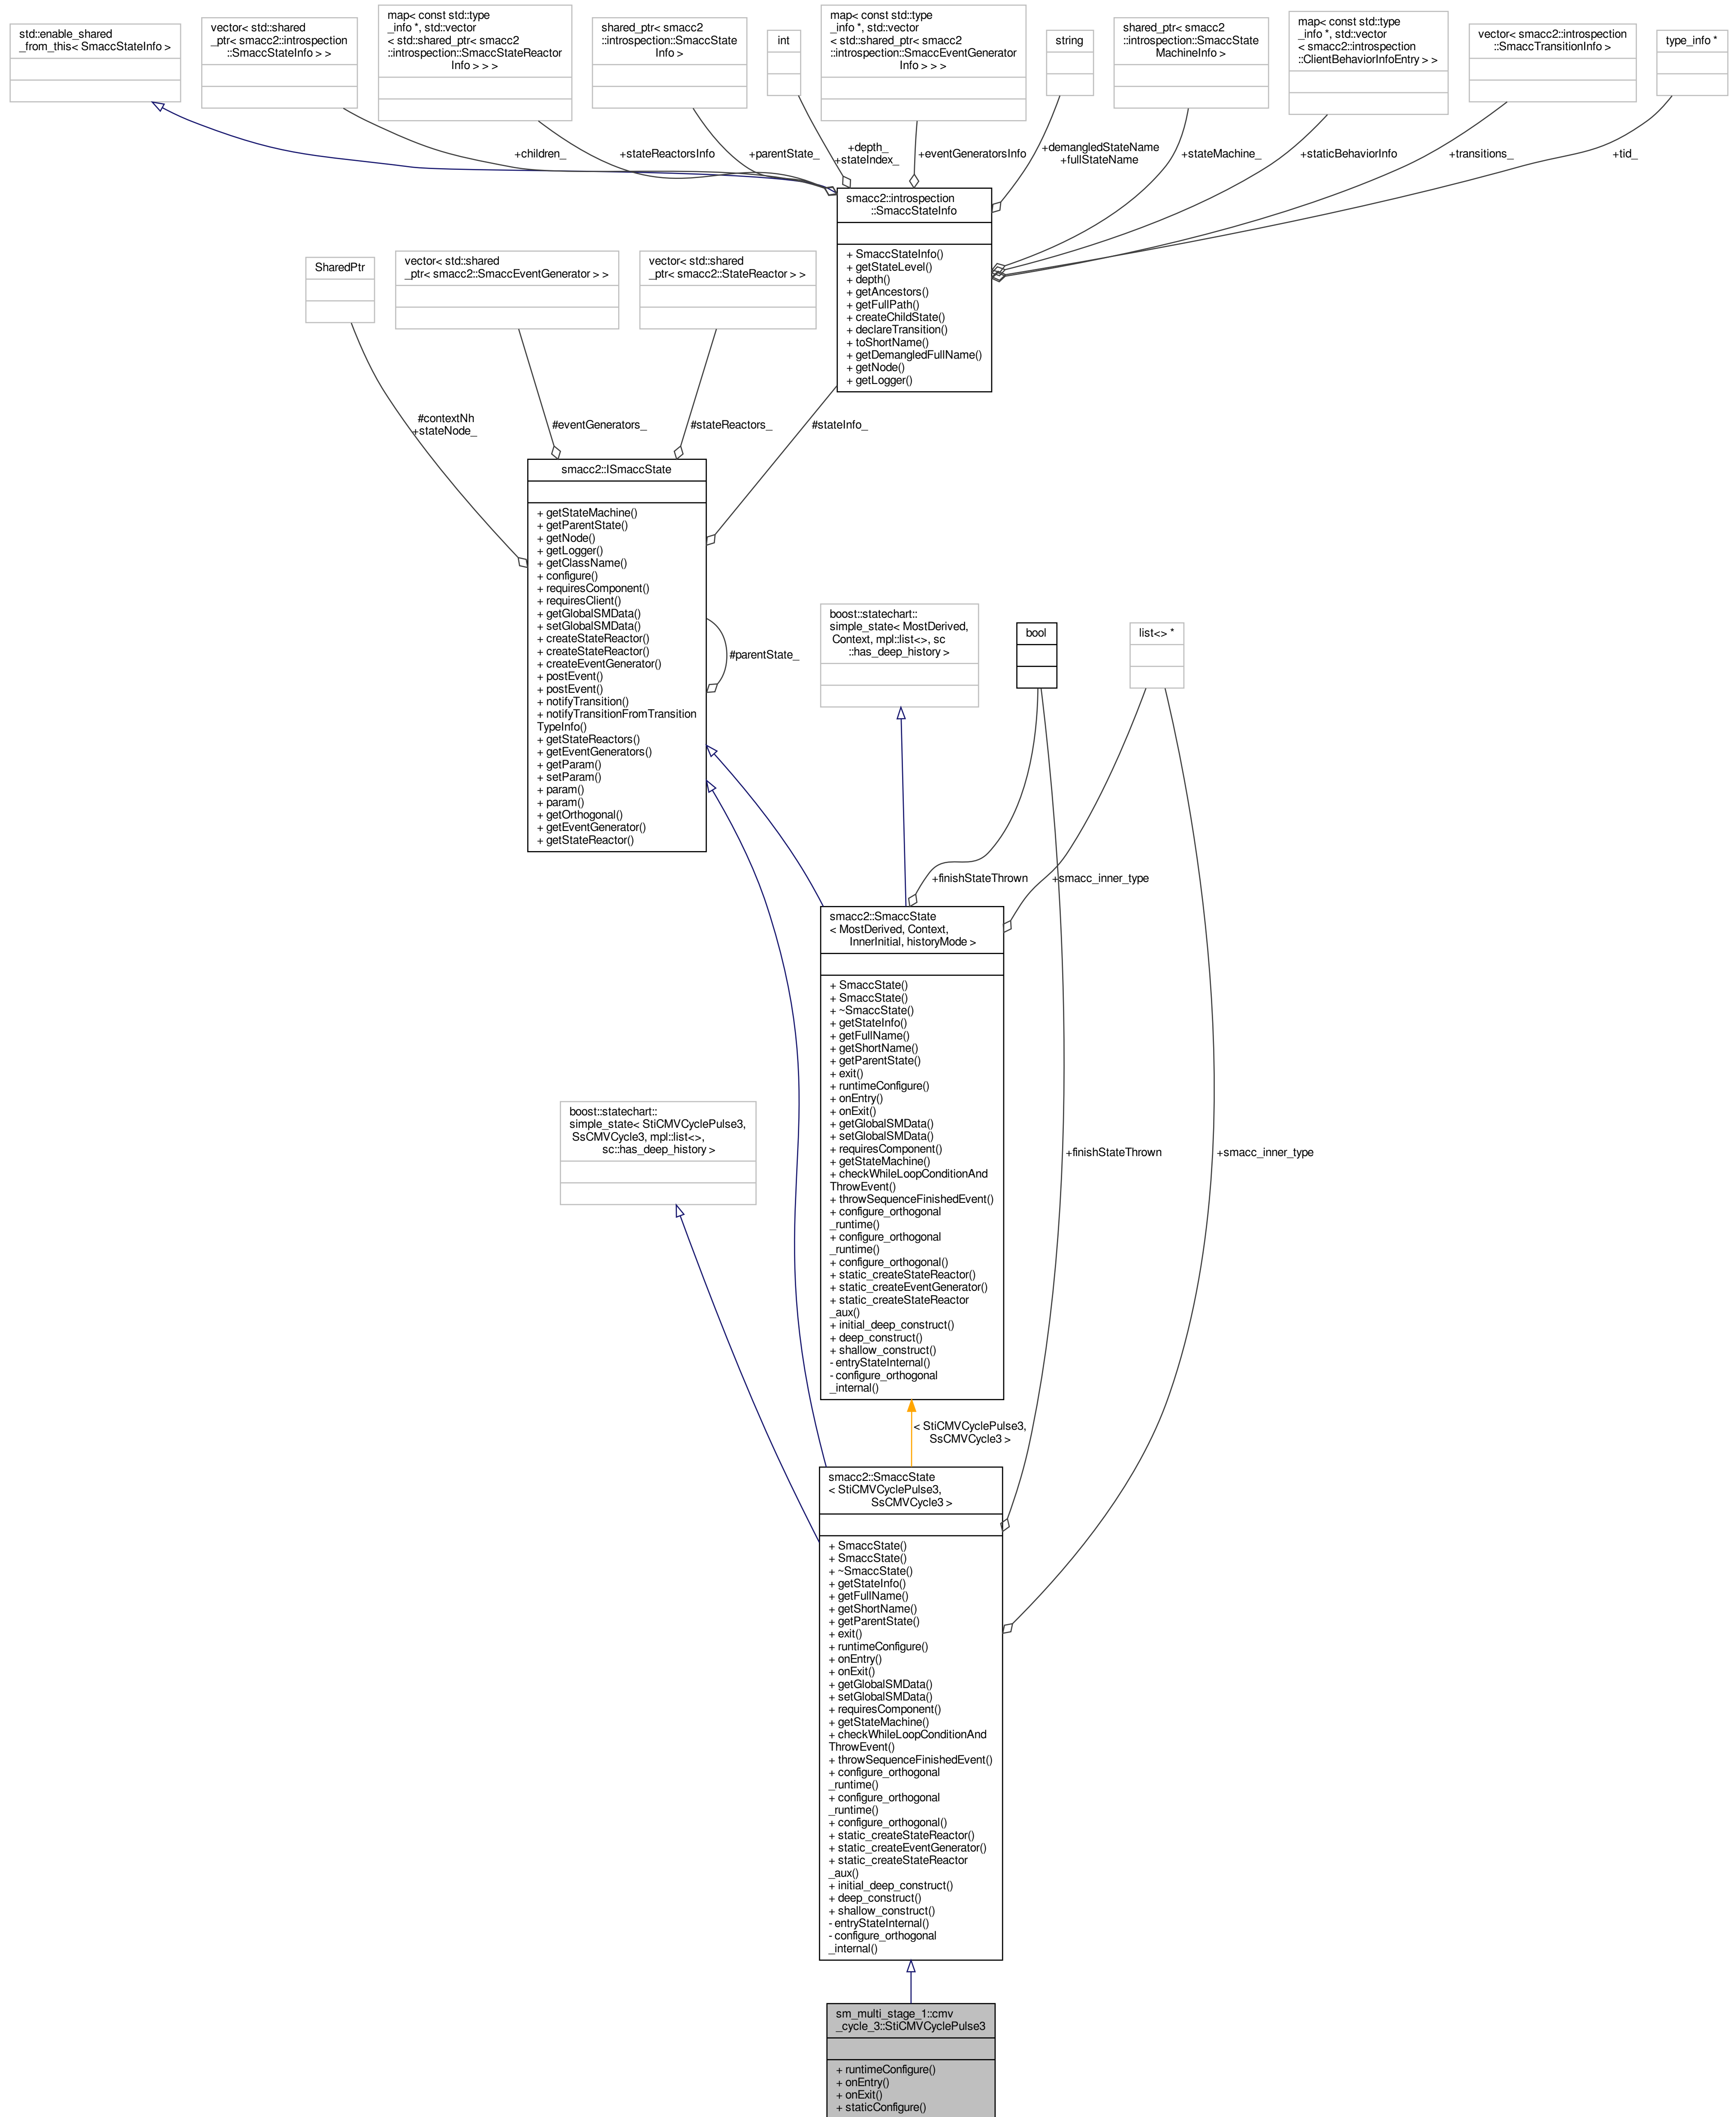 std::enable_shared
_from_this< SmaccStateInfo >
vector< std::shared
_ptr< smacc2::introspection
::SmaccStateInfo > >
map< const std::type
_info *, std::vector
< std::shared_ptr< smacc2
::introspection::SmaccStateReactor
Info > > >
shared_ptr< smacc2
::introspection::SmaccState
Info >
int
map< const std::type
_info *, std::vector
< std::shared_ptr< smacc2
::introspection::SmaccEventGenerator
Info > > >
string
shared_ptr< smacc2
::introspection::SmaccState
MachineInfo >
map< const std::type
_info *, std::vector
< smacc2::introspection
::ClientBehaviorInfoEntry > >
vector< smacc2::introspection
::SmaccTransitionInfo >
type_info *
+children_
+stateReactorsInfo
+parentState_
+depth_
+stateIndex_
+eventGeneratorsInfo
+demangledStateName
+fullStateName
+stateMachine_
+staticBehaviorInfo
+transitions_
+tid_
smacc2::introspection
::SmaccStateInfo
+ SmaccStateInfo()
+ getStateLevel()
+ depth()
+ getAncestors()
+ getFullPath()
+ createChildState()
+ declareTransition()
+ toShortName()
+ getDemangledFullName()
+ getNode()
+ getLogger()
SharedPtr
vector< std::shared
_ptr< smacc2::SmaccEventGenerator > >
vector< std::shared
_ptr< smacc2::StateReactor > >
#contextNh
+stateNode_
#eventGenerators_
#stateReactors_
#stateInfo_
smacc2::ISmaccState
+ getStateMachine()
+ getParentState()
+ getNode()
+ getLogger()
+ getClassName()
+ configure()
+ requiresComponent()
+ requiresClient()
+ getGlobalSMData()
+ setGlobalSMData()
+ createStateReactor()
+ createStateReactor()
+ createEventGenerator()
+ postEvent()
+ postEvent()
+ notifyTransition()
+ notifyTransitionFromTransition
TypeInfo()
+ getStateReactors()
+ getEventGenerators()
+ getParam()
+ setParam()
+ param()
+ param()
+ getOrthogonal()
+ getEventGenerator()
+ getStateReactor()
#parentState_
boost::statechart::
simple_state< MostDerived,
Context, mpl::list<>, sc
::has_deep_history >
bool
list<> *
+finishStateThrown
+smacc_inner_type
smacc2::SmaccState
< MostDerived, Context,
InnerInitial, historyMode >
+ SmaccState()
+ SmaccState()
+ ~SmaccState()
+ getStateInfo()
+ getFullName()
+ getShortName()
+ getParentState()
+ exit()
+ runtimeConfigure()
+ onEntry()
+ onExit()
+ getGlobalSMData()
+ setGlobalSMData()
+ requiresComponent()
+ getStateMachine()
+ checkWhileLoopConditionAnd
ThrowEvent()
+ throwSequenceFinishedEvent()
+ configure_orthogonal
_runtime()
+ configure_orthogonal
_runtime()
+ configure_orthogonal()
+ static_createStateReactor()
+ static_createEventGenerator()
+ static_createStateReactor
_aux()
+ initial_deep_construct()
+ deep_construct()
+ shallow_construct()
- entryStateInternal()
- configure_orthogonal
_internal()
boost::statechart::
simple_state< StiCMVCyclePulse3,
SsCMVCycle3, mpl::list<>,
sc::has_deep_history >
+finishStateThrown
+smacc_inner_type
< StiCMVCyclePulse3,
SsCMVCycle3 >
smacc2::SmaccState
< StiCMVCyclePulse3,
SsCMVCycle3 >
+ SmaccState()
+ SmaccState()
+ ~SmaccState()
+ getStateInfo()
+ getFullName()
+ getShortName()
+ getParentState()
+ exit()
+ runtimeConfigure()
+ onEntry()
+ onExit()
+ getGlobalSMData()
+ setGlobalSMData()
+ requiresComponent()
+ getStateMachine()
+ checkWhileLoopConditionAnd
ThrowEvent()
+ throwSequenceFinishedEvent()
+ configure_orthogonal
_runtime()
+ configure_orthogonal
_runtime()
+ configure_orthogonal()
+ static_createStateReactor()
+ static_createEventGenerator()
+ static_createStateReactor
_aux()
+ initial_deep_construct()
+ deep_construct()
+ shallow_construct()
- entryStateInternal()
- configure_orthogonal
_internal()
sm_multi_stage_1::cmv
_cycle_3::StiCMVCyclePulse3
+ runtimeConfigure()
+ onEntry()
+ onExit()
+ staticConfigure()